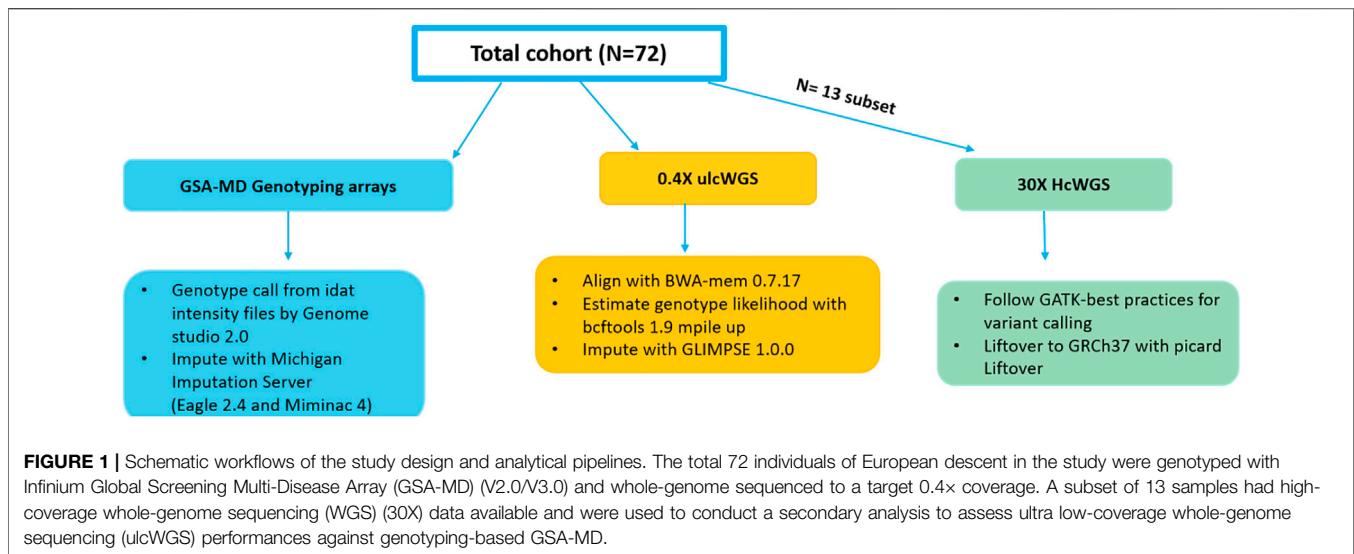 Total cohort (N=72)
N= 13 subset
GSA-MD Genotyping arrays
0.4X ulcWGS
30X HcWGS
• Genotype call from idat
intensity files by Genome
studio 2.0
• Impute with Michigan
Imputation Server
(Eagle 2.4 and Miminac 4)
• Align with BWA-mem 0.7.17
• Estimate genotype likelihood with
bcftools 1.9 mpile up
• Impute with GLIMPSE 1.0.0
• Follow GATK-best practices for
variant calling
• Liftover to GRCh37 with picard
Liftover
FIGURE 1 | Schematic workflows of the study design and analytical pipelines. The total 72 individuals of European descent in the study were genotyped with
Infinium Global Screening Multi-Disease Array (GSA-MD) (V2.0/V3.0) and whole-genome sequenced to a target 0.4× coverage. A subset of 13 samples had high-
coverage whole-genome sequencing (WGS) (30X) data available and were used to conduct a secondary analysis to assess ultra low-coverage whole-genome
sequencing (ulcWGS) performances against genotyping-based GSA-MD.